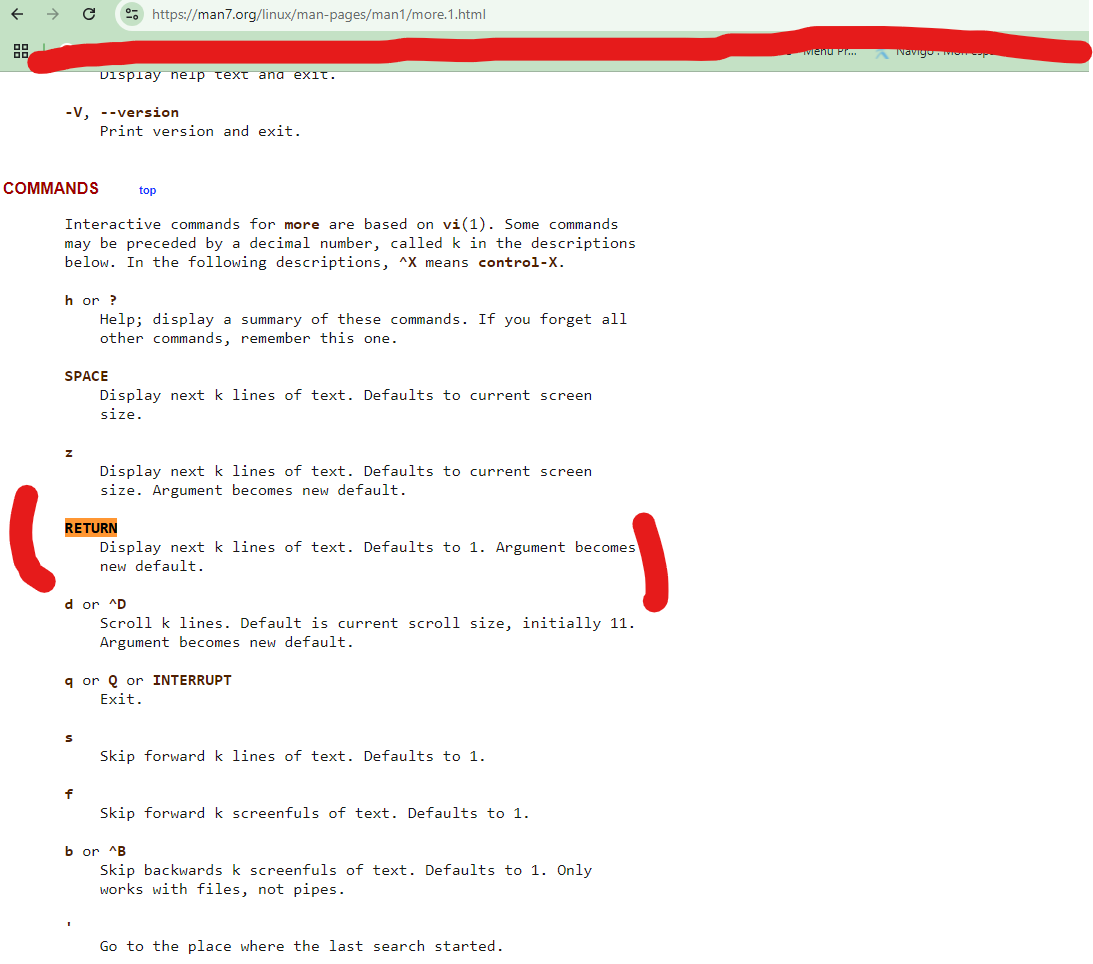 https://man7.org/linux/man-pages/man1/more.1.html
Menu Pr...
Display help text and exit.
-V, --version
Print version and exit.
COMMANDS top
Interactive commands for more are based on vi(1). Some commands
may be preceded by a decimal number, called k in the descriptions
below. In the following descriptions, ^X means control-X.
h or ?
Help; display a summary of these commands. If you forget all
other commands, remember this one.
SPACE
Display next k lines of text. Defaults to current screen
size.
z
Display next k lines of text. Defaults to current screen
size. Argument becomes new default.
RETURN
Display next k lines of text. Defaults to 1. Argument becomes
new default.
d or ^D
Scroll k lines. Default is current scroll size, initially 11.
Argument becomes new default.
q or Q or INTERRUPT
Exit.
s
Skip forward k lines of text. Defaults to 1.
f
Skip forward k screenfuls of text. Defaults to 1.
b or ^B
Skip backwards k screenfuls of text. Defaults to 1. Only
works with files, not pipes.
'
Go to the place where the last search started.